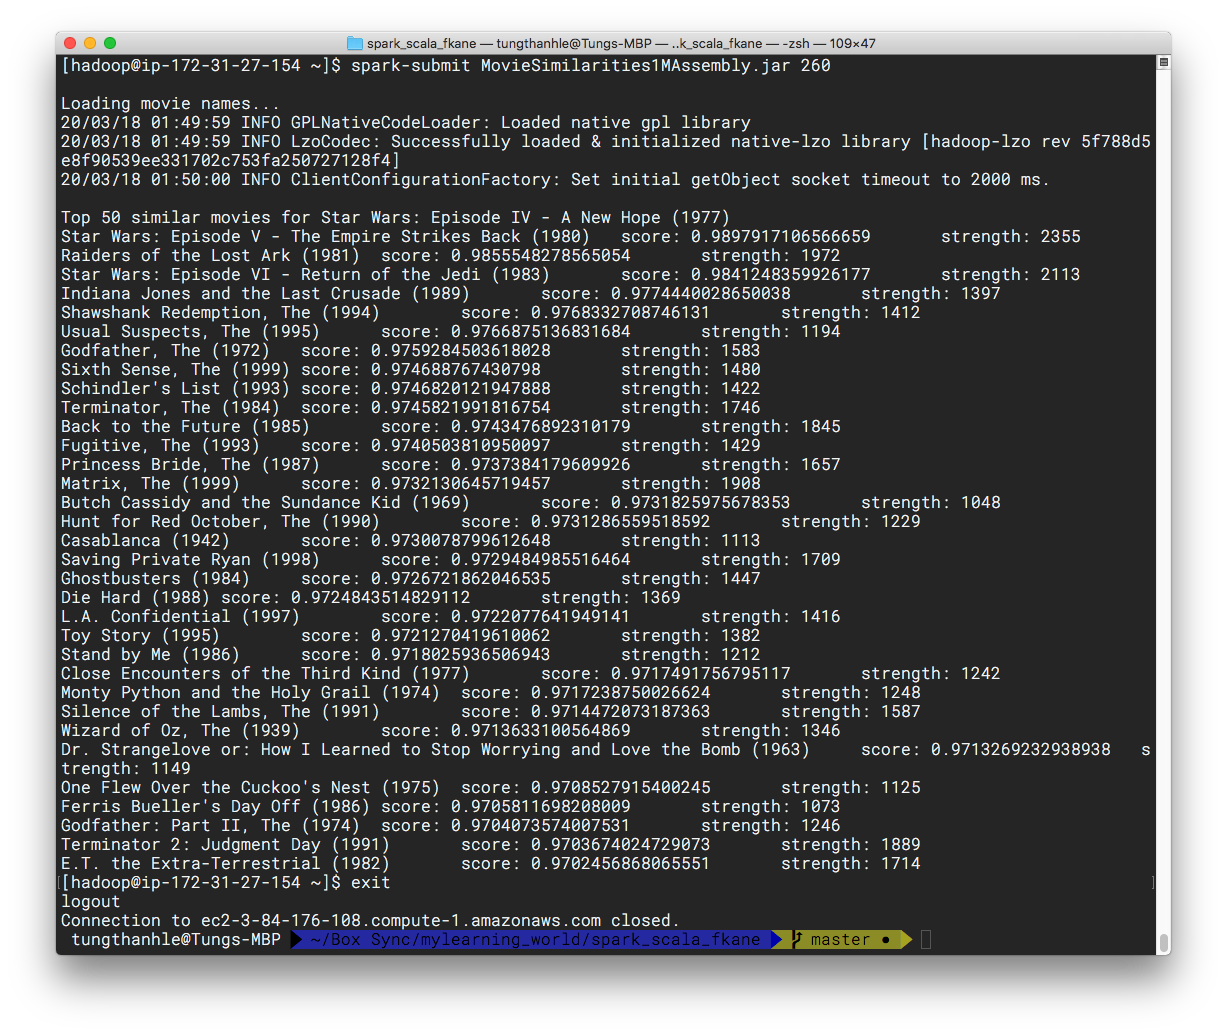 spark_scala_fkane — tungthanhle@Tungs-MBP — ..k_scala_fkane — -zsh — 109×47
[hadoop@ip-172-31-27-154 ~]$ spark-submit MovieSimilarities1MAssembly.jar 260
Loading movie names...
20/03/18 01:49:59 INFO GPLNativeCodeLoader: Loaded native gpl library
20/03/18 01:49:59 INFO LzoCodec: Successfully loaded & initialized native-lzo library [hadoop-lzo rev 5f788d5
e8f90539ee331702c753fa250727128f4]
20/03/18 01:50:00 INFO ClientConfigurationFactory: Set initial getObject socket timeout to 2000 ms.
Top 50 similar movies for Star Wars: Episode IV - A New Hope (1977)
Star Wars: Episode V - The Empire Strikes Back (1980) score: 0.9897917106566659 strength: 2355
Raiders of the Lost Ark (1981) score: 0.9855548278565054 strength: 1972
Star Wars: Episode VI - Return of the Jedi (1983) score: 0.9841248359926177 strength: 2113
Indiana Jones and the Last Crusade (1989) score: 0.9774440028650038 strength: 1397
Shawshank Redemption, The (1994) score: 0.9768332708746131 strength: 1412
Usual Suspects, The (1995) score: 0.9766875136831684 strength: 1194
Godfather, The (1972) score: 0.9759284503618028 strength: 1583
Sixth Sense, The (1999) score: 0.974688767430798 strength: 1480
Schindler's List (1993) score: 0.9746820121947888 strength: 1422
Terminator, The (1984) score: 0.9745821991816754 strength: 1746
Back to the Future (1985) score: 0.9743476892310179 strength: 1845
Fugitive, The (1993) score: 0.9740503810950097 strength: 1429
Princess Bride, The (1987) score: 0.9737384179609926 strength: 1657
Matrix, The (1999) score: 0.9732130645719457 strength: 1908
Butch Cassidy and the Sundance Kid (1969) score: 0.9731825975678353 strength: 1048
Hunt for Red October, The (1990) score: 0.9731286559518592 strength: 1229
Casablanca (1942) score: 0.9730078799612648 strength: 1113
Saving Private Ryan (1998) score: 0.9729484985516464 strength: 1709
Ghostbusters (1984) score: 0.9726721862046535 strength: 1447
Die Hard (1988) score: 0.9724843514829112 strength: 1369
L.A. Confidential (1997) score: 0.9722077641949141 strength: 1416
Toy Story (1995) score: 0.9721270419610062 strength: 1382
Stand by Me (1986) score: 0.9718025936506943 strength: 1212
Close Encounters of the Third Kind (1977) score: 0.9717491756795117 strength: 1242
Monty Python and the Holy Grail (1974) score: 0.9717238750026624 strength: 1248
Silence of the Lambs, The (1991) score: 0.9714472073187363 strength: 1587
Wizard of Oz, The (1939) score: 0.9713633100564869 strength: 1346
Dr. Strangelove or: How I Learned to Stop Worrying and Love the Bomb (1963) score: 0.9713269232938938 s
trength: 1149
One Flew Over the Cuckoo's Nest (1975) score: 0.9708527915400245 strength: 1125
Ferris Bueller's Day Off (1986) score: 0.9705811698208009 strength: 1073
Godfather: Part II, The (1974) score: 0.9704073574007531 strength: 1246
Terminator 2: Judgment Day (1991) score: 0.9703674024729073 strength: 1889
E.T. the Extra-Terrestrial (1982) score: 0.9702456868065551 strength: 1714
[[hadoop@ip-172-31-27-154 ~]$ exit ]
logout
Connection to ec2-3-84-176-108.compute-1.amazonaws.com closed.
tungthanhle@Tungs-MBP ~/Box Sync/mylearning_world/spark_scala_fkane master ●